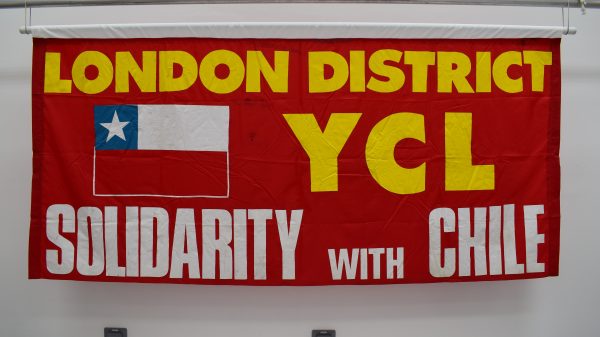 LONDON DISTRICT
YCL
SOLIDARITY WITH CHILE